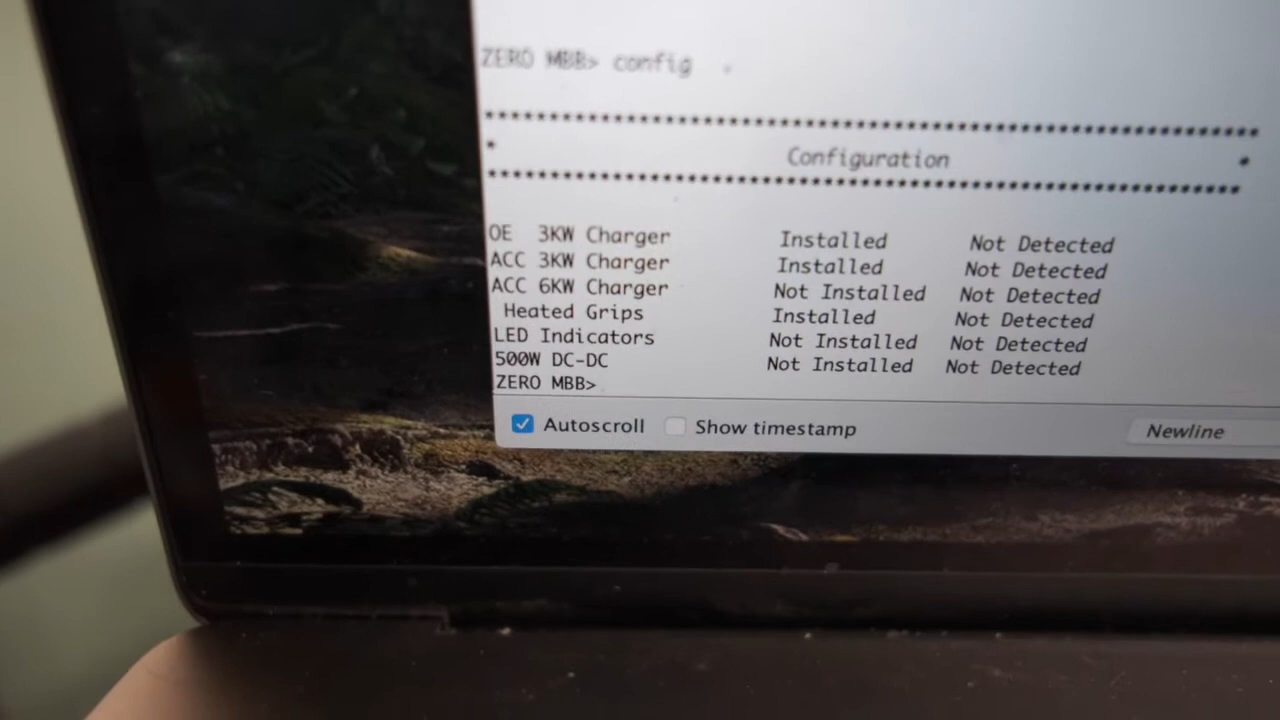 ZERO MBB> config
************************************************************************
* Configuration *
************************************************************************
OE 3KW Charger Installed Not Detected
ACC 3KW Charger Installed Not Detected
ACC 6KW Charger Not Installed Not Detected
Heated Grips Installed Not Detected
LED Indicators Not Installed Not Detected
500W DC-DC Not Installed Not Detected
ZERO MBB>
Autoscroll Show timestamp Newline